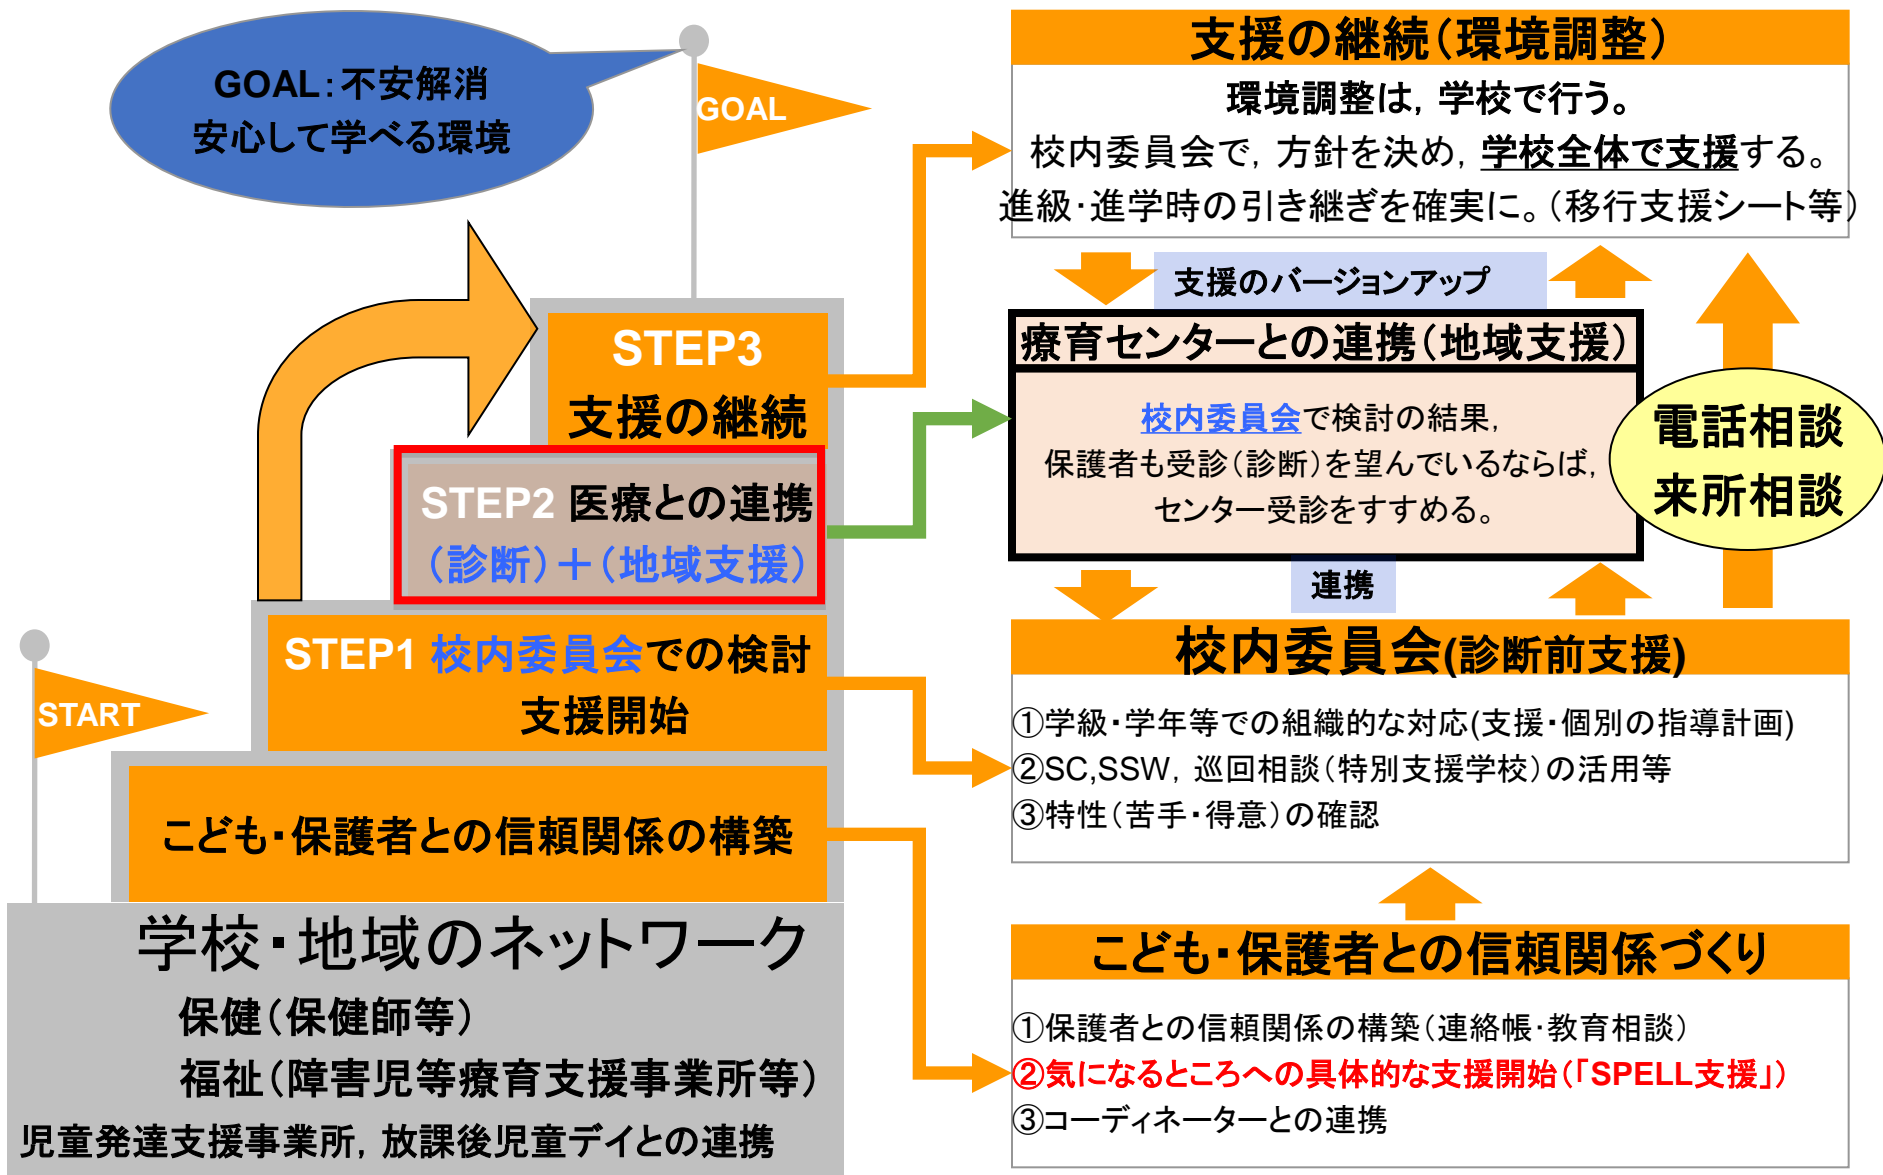 GOAL：不安解消
安心して学べる環境
GOAL
STEP3
支援の継続
STEP2 医療との連携
（診断）＋（地域支援）
STEP1 校内委員会での検討
支援開始
START
こども・保護者との信頼関係の構築
学校・地域のネットワーク
保健（保健師等）
福祉（障害児等療育支援事業所等）
児童発達支援事業所，放課後児童デイとの連携
支援の継続（環境調整）
環境調整は，学校で行う。
校内委員会で，方針を決め，学校全体で支援する。
進級・進学時の引き継ぎを確実に。（移行支援シート等）
支援のバージョンアップ
療育センターとの連携（地域支援）
校内委員会で検討の結果，
保護者も受診（診断）を望んでいるならば，
センター受診をすすめる。
電話相談
来所相談
連携
校内委員会(診断前支援)
①学級・学年等での組織的な対応(支援・個別の指導計画)
②SC,SSW，巡回相談（特別支援学校）の活用等
③特性（苦手・得意）の確認
こども・保護者との信頼関係づくり
①保護者との信頼関係の構築（連絡帳・教育相談）
②気になるところへの具体的な支援開始（「SPELL支援」）
③コーディネーターとの連携